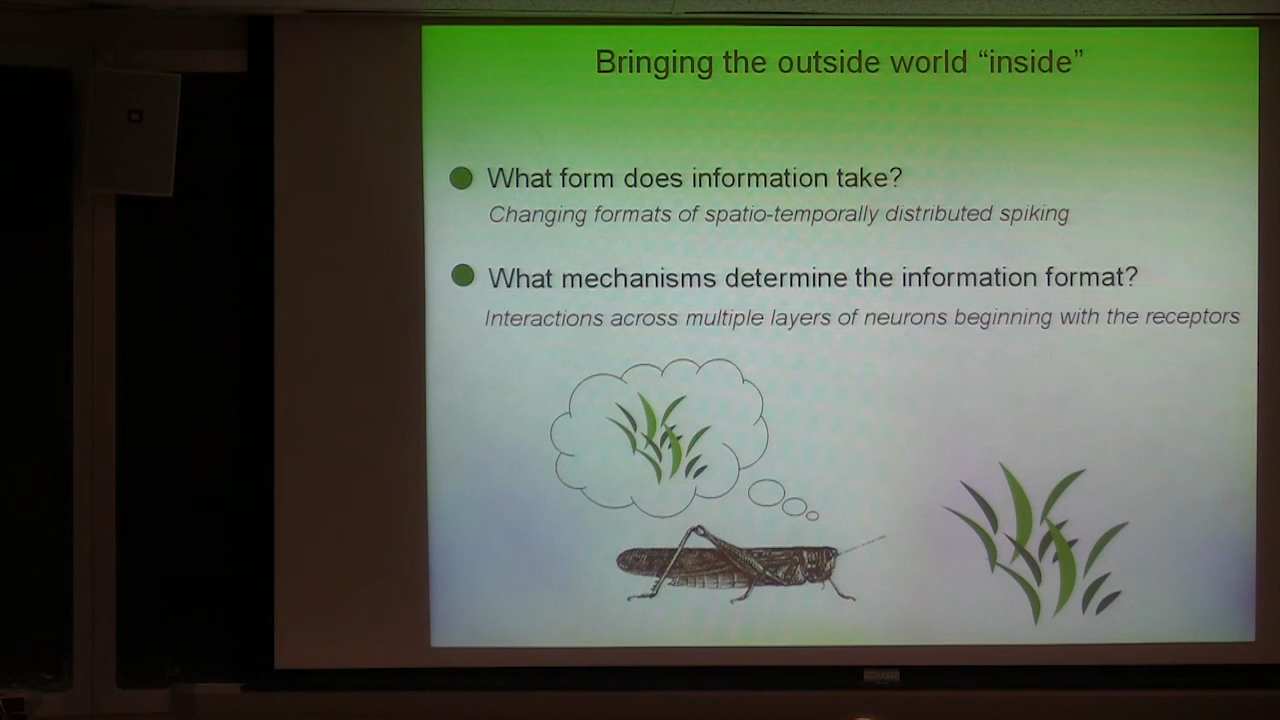 Bringing the outside world “inside”
What form does information take?
Changing formats of spatio-temporally distributed spiking
What mechanisms determine the information format?
Interactions across multiple layers of neurons beginning with the receptors